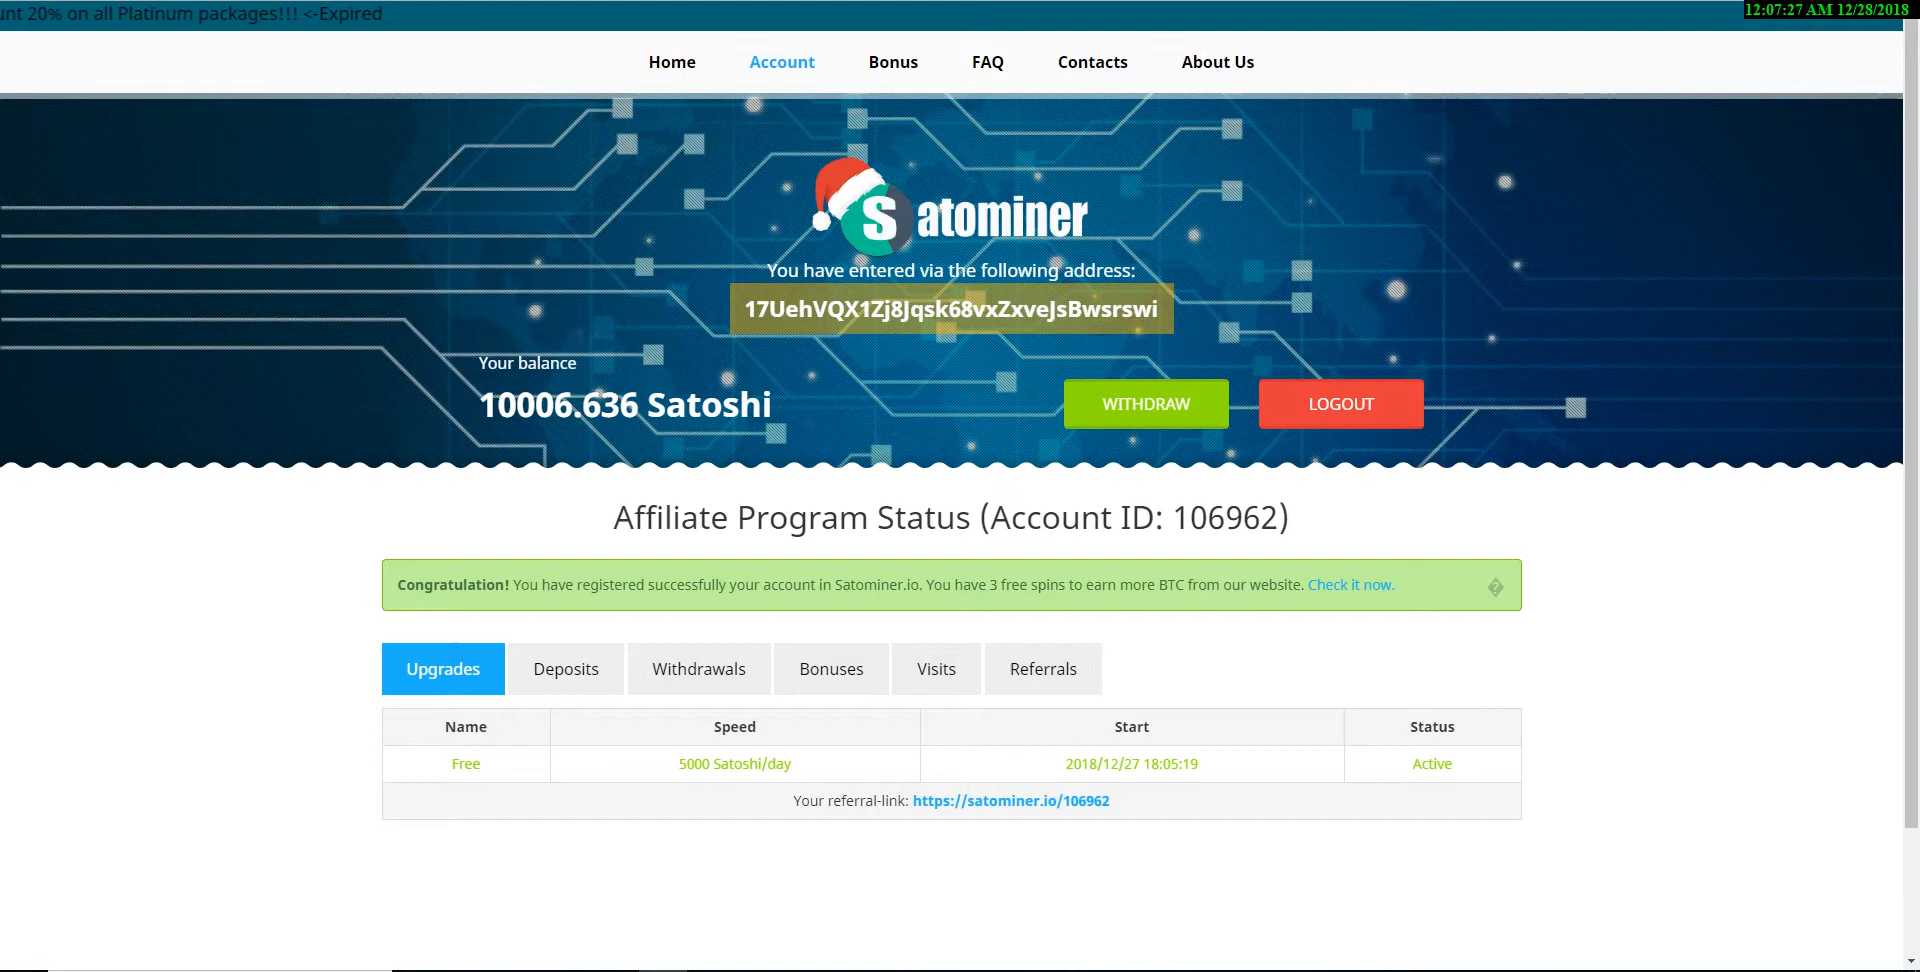 unt 20% on all Platinum packages!!! <-Expired
12:07:27 AM 12/28/2018
Home Account Bonus FAQ Contacts About Us
Satominer
You have entered via the following address:
17UehVQX1Zj8Jqsk68vxZxveJsBwsrswi
Your balance
10006.636 Satoshi
WITHDRAW LOGOUT
Affiliate Program Status (Account ID: 106962)
Congratulation! You have registered successfully your account in Satominer.io. You have 3 free spins to earn more BTC from our website. Check it now.
Upgrades Deposits Withdrawals Bonuses Visits Referrals
Name Speed Start Status
Free 5000 Satoshi/day 2018/12/27 18:05:19 Active
Your referral-link: https://satominer.io/106962